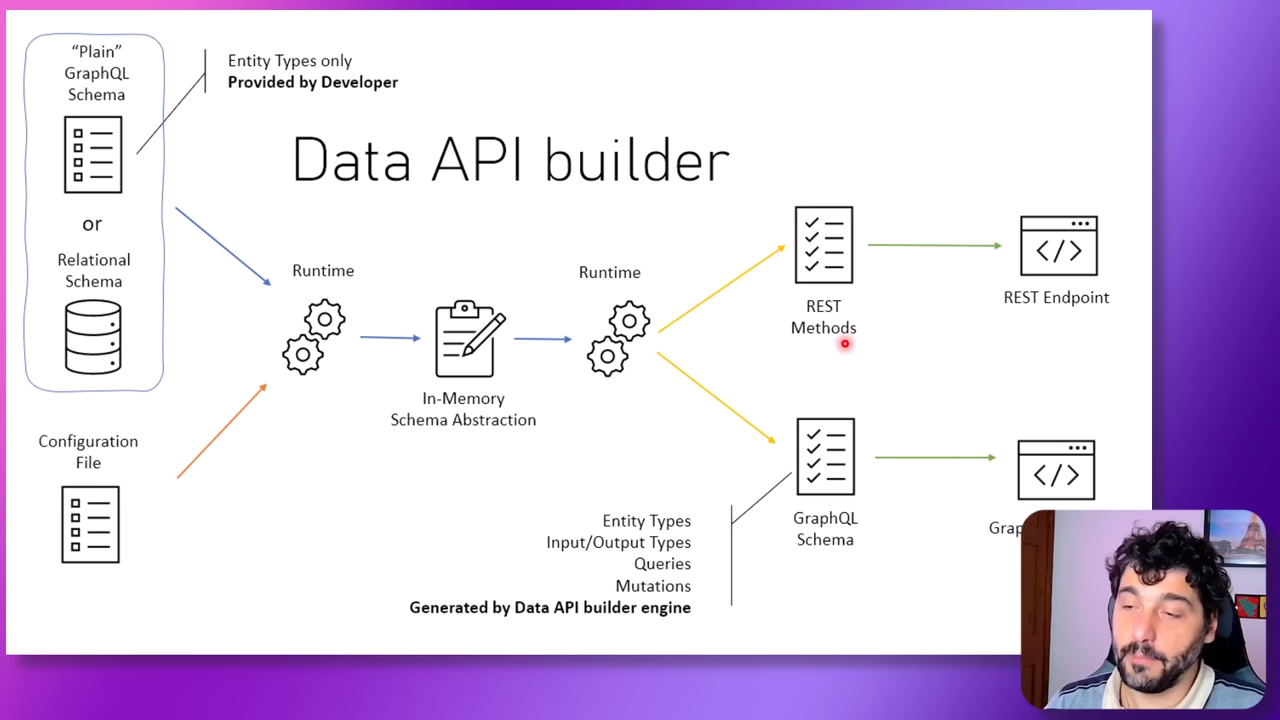 “Plain”
GraphQL
Schema
Entity Types only
Provided by Developer
Data API builder
or
Relational
Schema
Runtime
Runtime
REST
Methods
REST Endpoint
In-Memory
Schema Abstraction
Configuration
File
GraphQL
Schema
Entity Types
Input/Output Types
Queries
Mutations
Generated by Data API builder engine